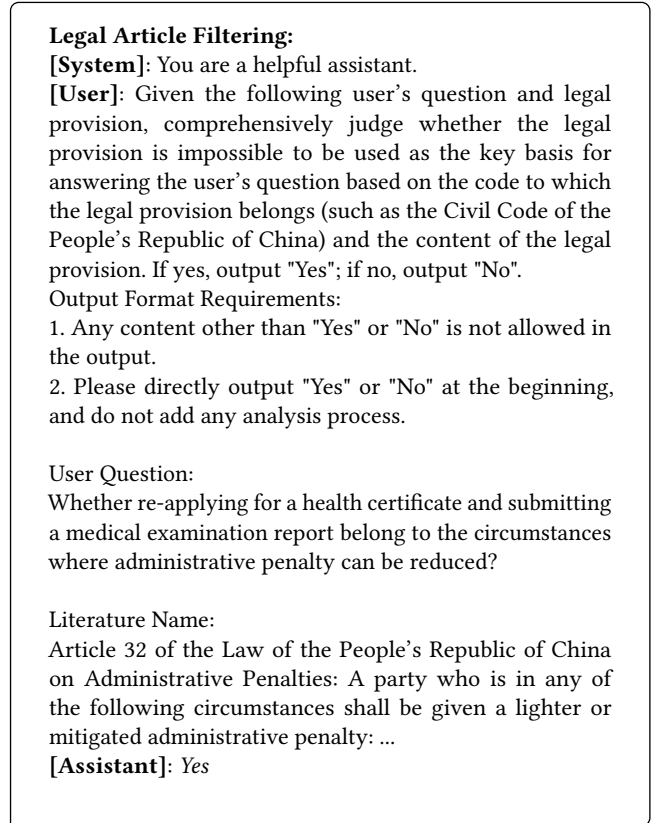 Legal Article Filtering:
[System]: You are a helpful assistant.
[User]: Given the following user's question and legal
provision, comprehensively judge whether the legal
provision is impossible to be used as the key basis for
answering the user's question based on the code to which
the legal provision belongs (such as the Civil Code of the
People's Republic of China) and the content of the legal
provision. If yes, output "Yes"; if no, output "No".
Output Format Requirements:
1. Any content other than "Yes" or "No" is not allowed in
the output.
2. Please directly output "Yes" or "No" at the beginning,
and do not add any analysis process.
User Question:
Whether re-applying for a health certificate and submitting
a medical examination report belong to the circumstances
where administrative penalty can be reduced?
Literature Name:
Article 32 of the Law of the People's Republic of China
on Administrative Penalties: A party who is in any of
the following circumstances shall be given a lighter or
mitigated administrative penalty: ...
[Assistant]: Yes